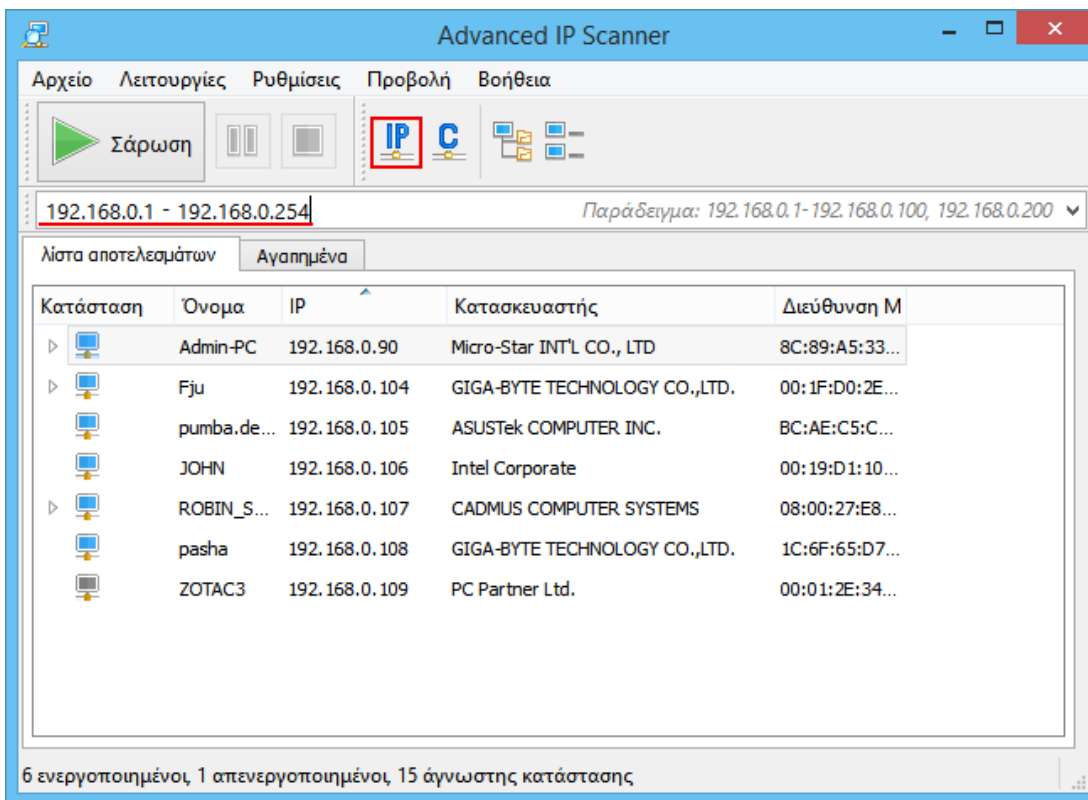 Advanced IP Scanner
Αρχείο Λειτουργίες Ρυθμίσεις Προβολή Βοήθεια
Σάρωση IP C
192.168.0.1 - 192.168.0.254 Παράδειγμα: 192.168.0.1-192.168.0.100, 192.168.0.200
λίστα αποτελεσμάτων Αγαπημένα
Κατάσταση Όνομα IP Κατασκευαστής Διεύθυνση M
Admin-PC 192.168.0.90 Micro-Star INT'L CO., LTD 8C:89:A5:33...
Fju 192.168.0.104 GIGA-BYTE TECHNOLOGY CO.,LTD. 00:1F:D0:2E...
pumba.de... 192.168.0.105 ASUSTek COMPUTER INC. BC:AE:C5:C...
JOHN 192.168.0.106 Intel Corporate 00:19:D1:10...
ROBIN_S... 192.168.0.107 CADMUS COMPUTER SYSTEMS 08:00:27:E8...
pasha 192.168.0.108 GIGA-BYTE TECHNOLOGY CO.,LTD. 1C:6F:65:D7...
ZOTAC3 192.168.0.109 PC Partner Ltd. 00:01:2E:34...
6 ενεργοποιημένοι, 1 απενεργοποιημένοι, 15 άγνωστης κατάστασης